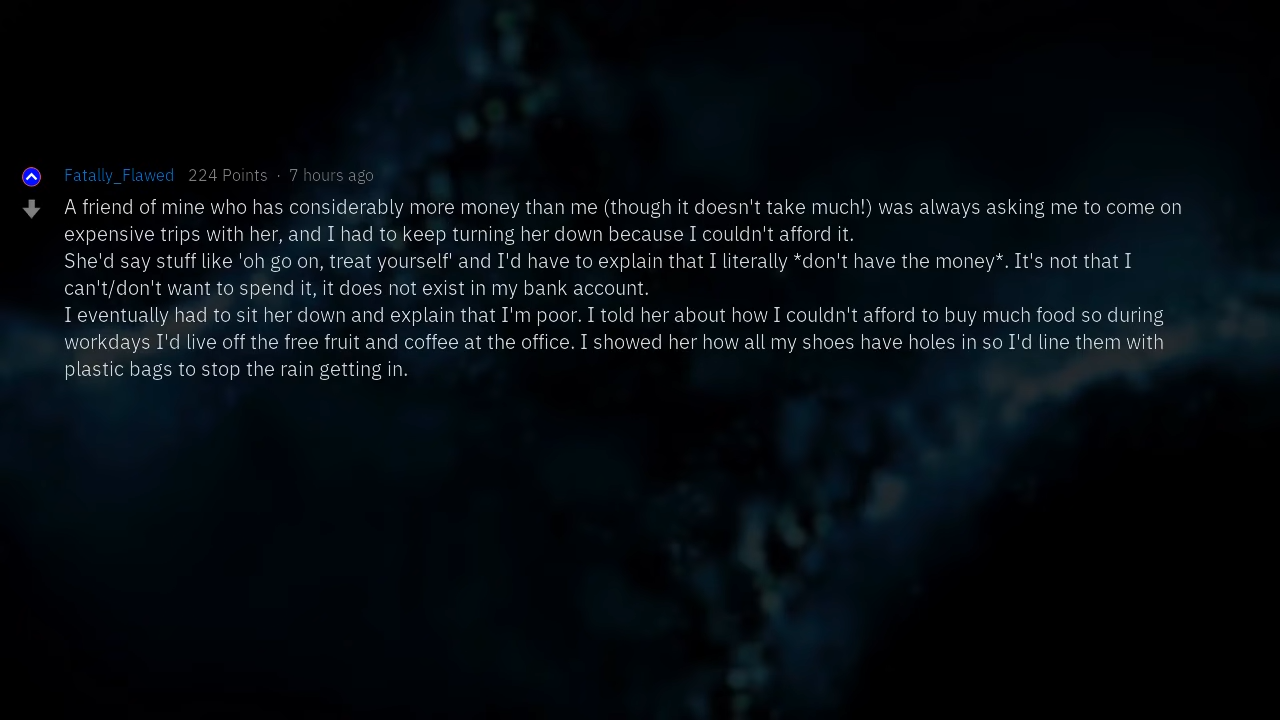 Fatally_Flawed 224 Points · 7 hours ago
A friend of mine who has considerably more money than me (though it doesn't take much!) was always asking me to come on
expensive trips with her, and I had to keep turning her down because I couldn't afford it.
She'd say stuff like 'oh go on, treat yourself' and I'd have to explain that I literally *don't have the money*. It's not that I
can't/don't want to spend it, it does not exist in my bank account.
I eventually had to sit her down and explain that I'm poor. I told her about how I couldn't afford to buy much food so during
workdays I'd live off the free fruit and coffee at the office. I showed her how all my shoes have holes in so I'd line them with
plastic bags to stop the rain getting in.